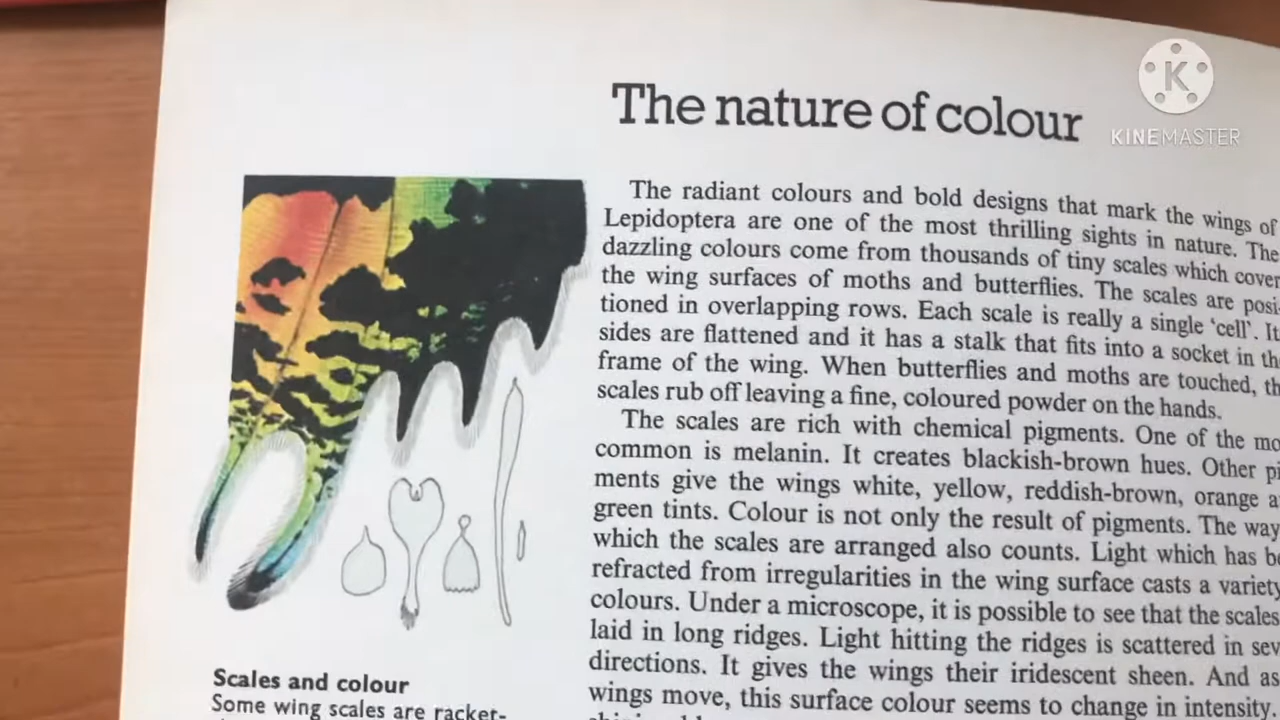 The nature of colour
KINEMASTER
The radiant colours and bold designs that mark the wings of
Lepidoptera are one of the most thrilling sights in nature. The
dazzling colours come from thousands of tiny scales which cover
the wing surfaces of moths and butterflies. The scales are posi-
tioned in overlapping rows. Each scale is really a single ‘cell’. It
sides are flattened and it has a stalk that fits into a socket in th
frame of the wing. When butterflies and moths are touched, th
scales rub off leaving a fine, coloured powder on the hands.
The scales are rich with chemical pigments. One of the mo
common is melanin. It creates blackish-brown hues. Other pi
ments give the wings white, yellow, reddish-brown, orange a
green tints. Colour is not only the result of pigments. The way
which the scales are arranged also counts. Light which has be
refracted from irregularities in the wing surface casts a variety
colours. Under a microscope, it is possible to see that the scales
laid in long ridges. Light hitting the ridges is scattered in sev
directions. It gives the wings their iridescent sheen. And as
wings move, this surface colour seems to change in intensity.
Scales and colour
Some wing scales are racket-